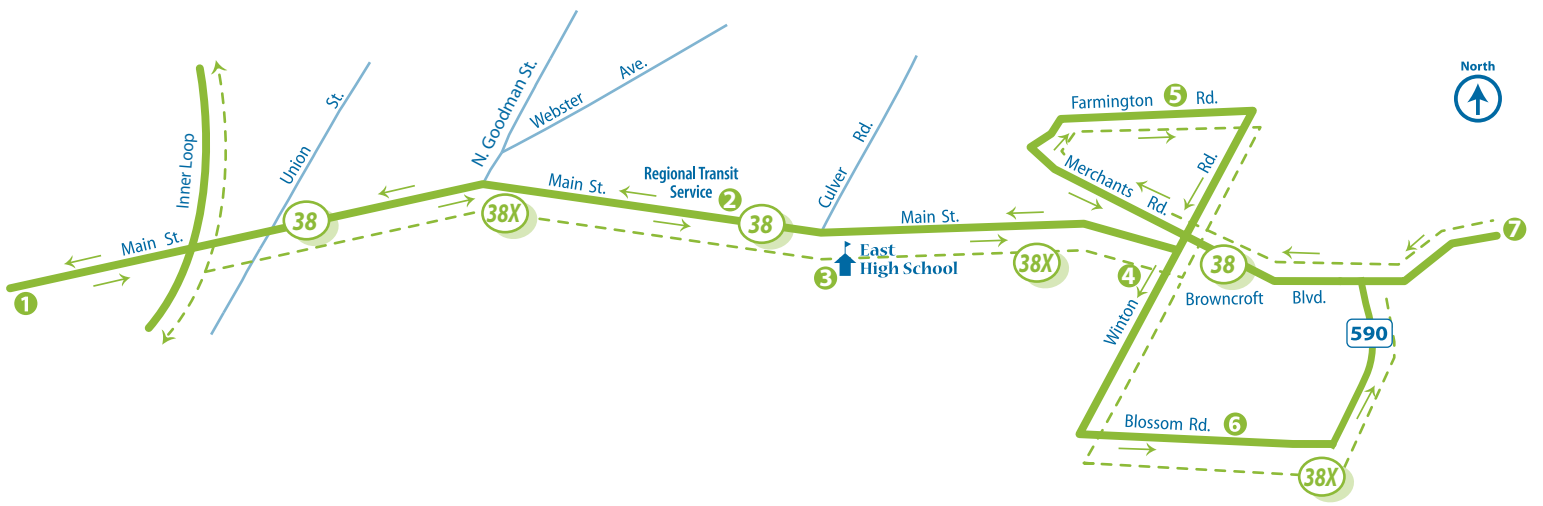 North
Farmington 5 Rd.
Webster Ave.
N. Goodman St.
Union St.
Inner Loop
Culver Rd.
Merchants Rd.
Rd.
Main St.
Regional Transit
Service 2
38
38X
38
Main St.
Main St.
East
High School
3
38X
4
38
7
1
Browncroft Blvd.
Winton
590
Blossom Rd. 6
38X